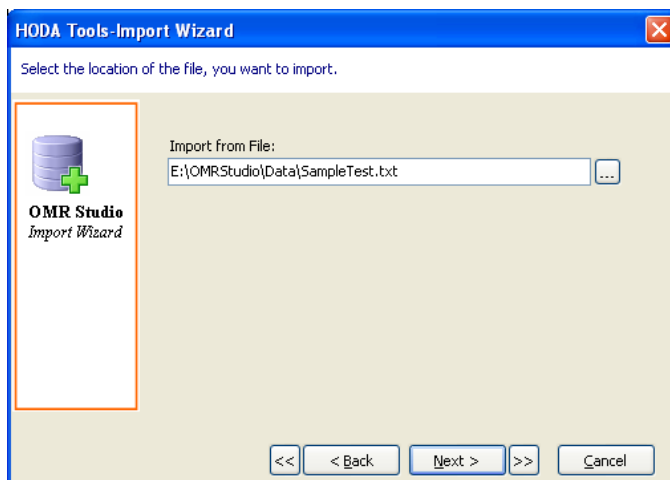 HODA Tools-Import Wizard
Select the location of the file, you want to import.
Import from File:
E:\OMRStudio\Data\SampleTest.txt
...
OMR Studio
Import Wizard
<<
< Back
Next >
>>
Cancel